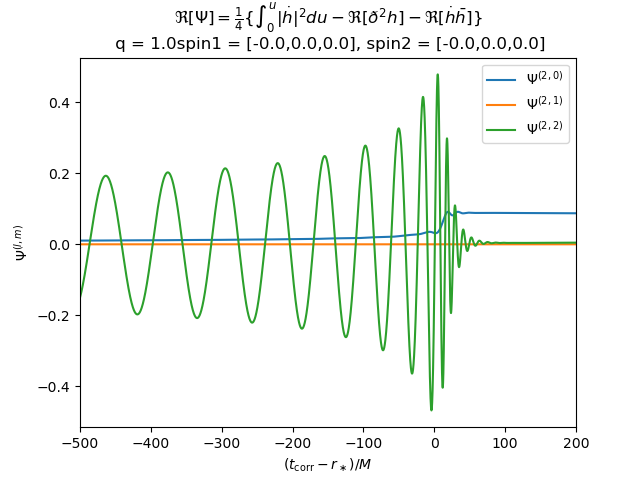 ℜ[Ψ] = 1/4 {∫₀ᵘ|ḣ|²du − ℜ[ð²h] − ℜ[ḣh̄]}
q = 1.0spin1 = [-0.0,0.0,0.0], spin2 = [-0.0,0.0,0.0]
Ψ^(2,0)
Ψ^(2,1)
Ψ^(2,2)
Ψ^(l,m)
0.4
0.2
0.0
−0.2
−0.4
−500 −400 −300 −200 −100 0 100 200
(t_corr − r_*)/M